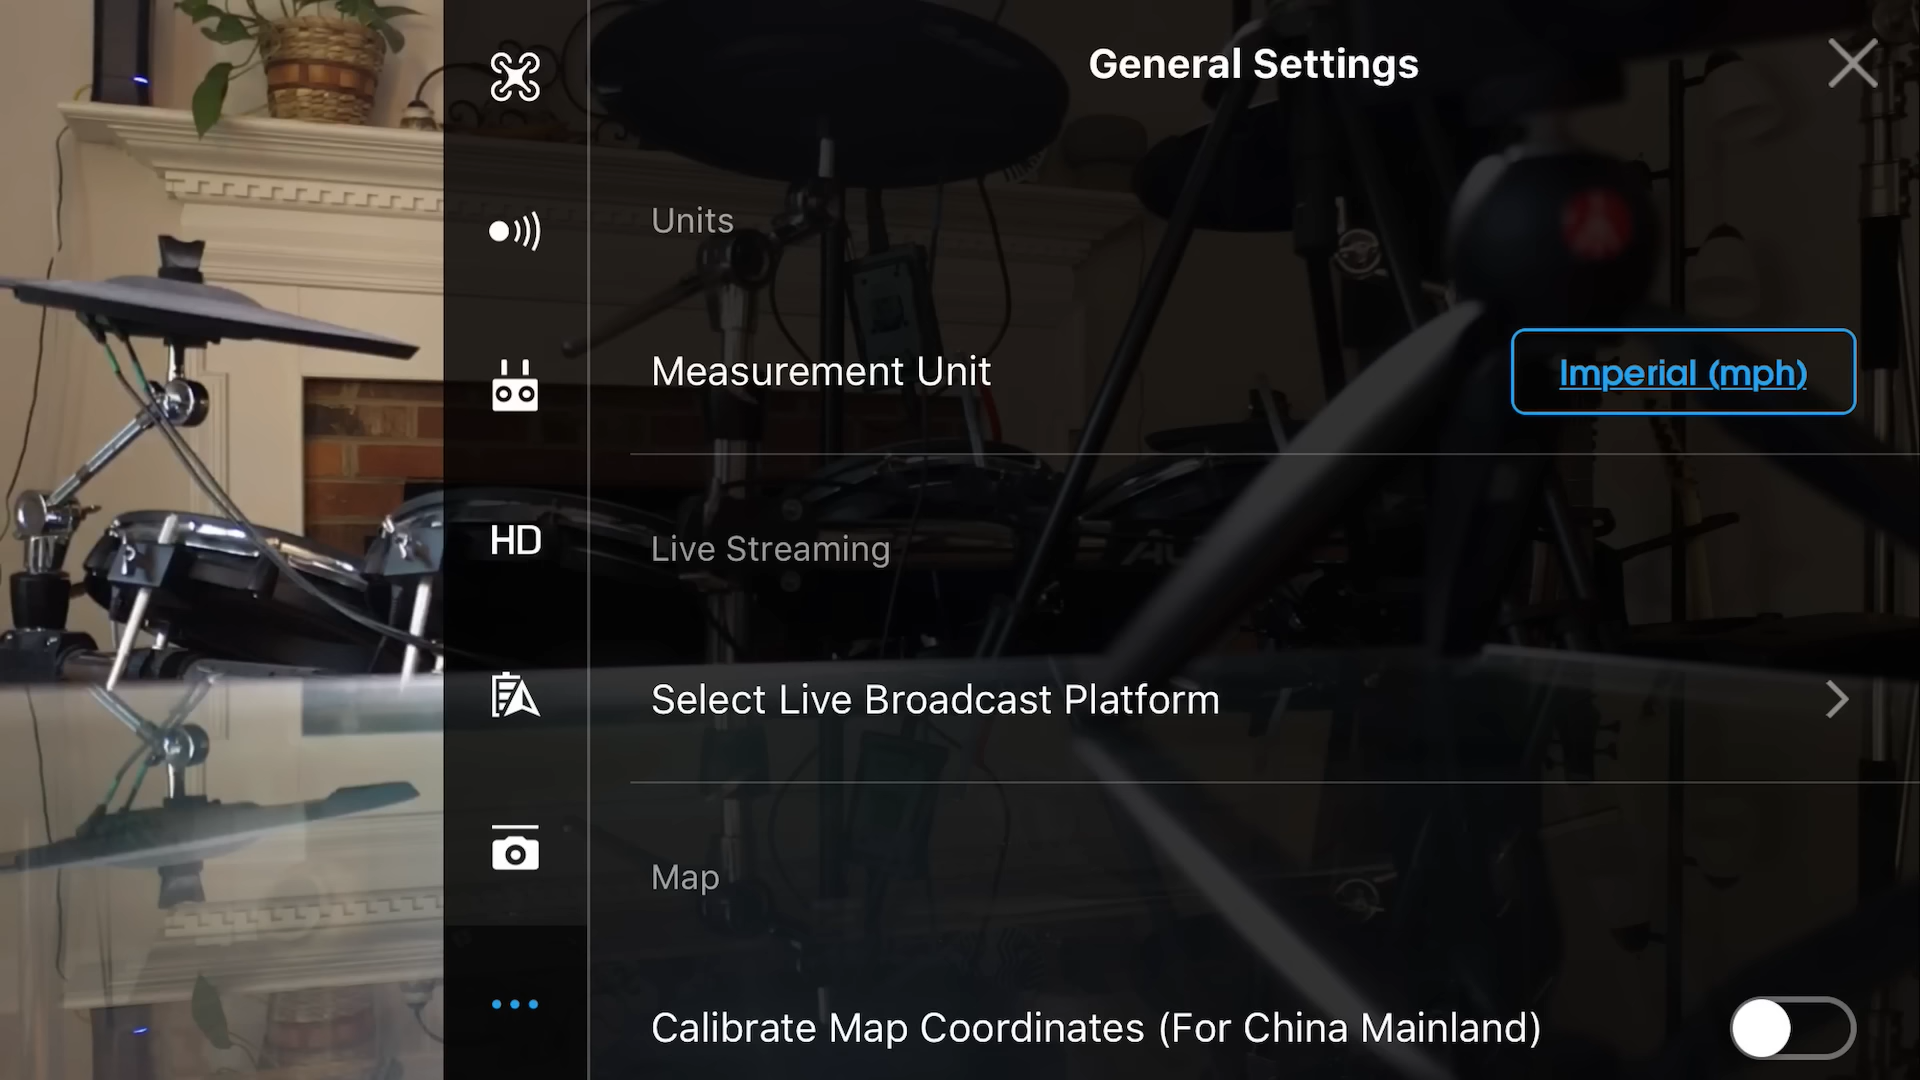 General Settings
Units
Measurement Unit
Imperial (mph)
HD
Live Streaming
Select Live Broadcast Platform
Map
Calibrate Map Coordinates (For China Mainland)